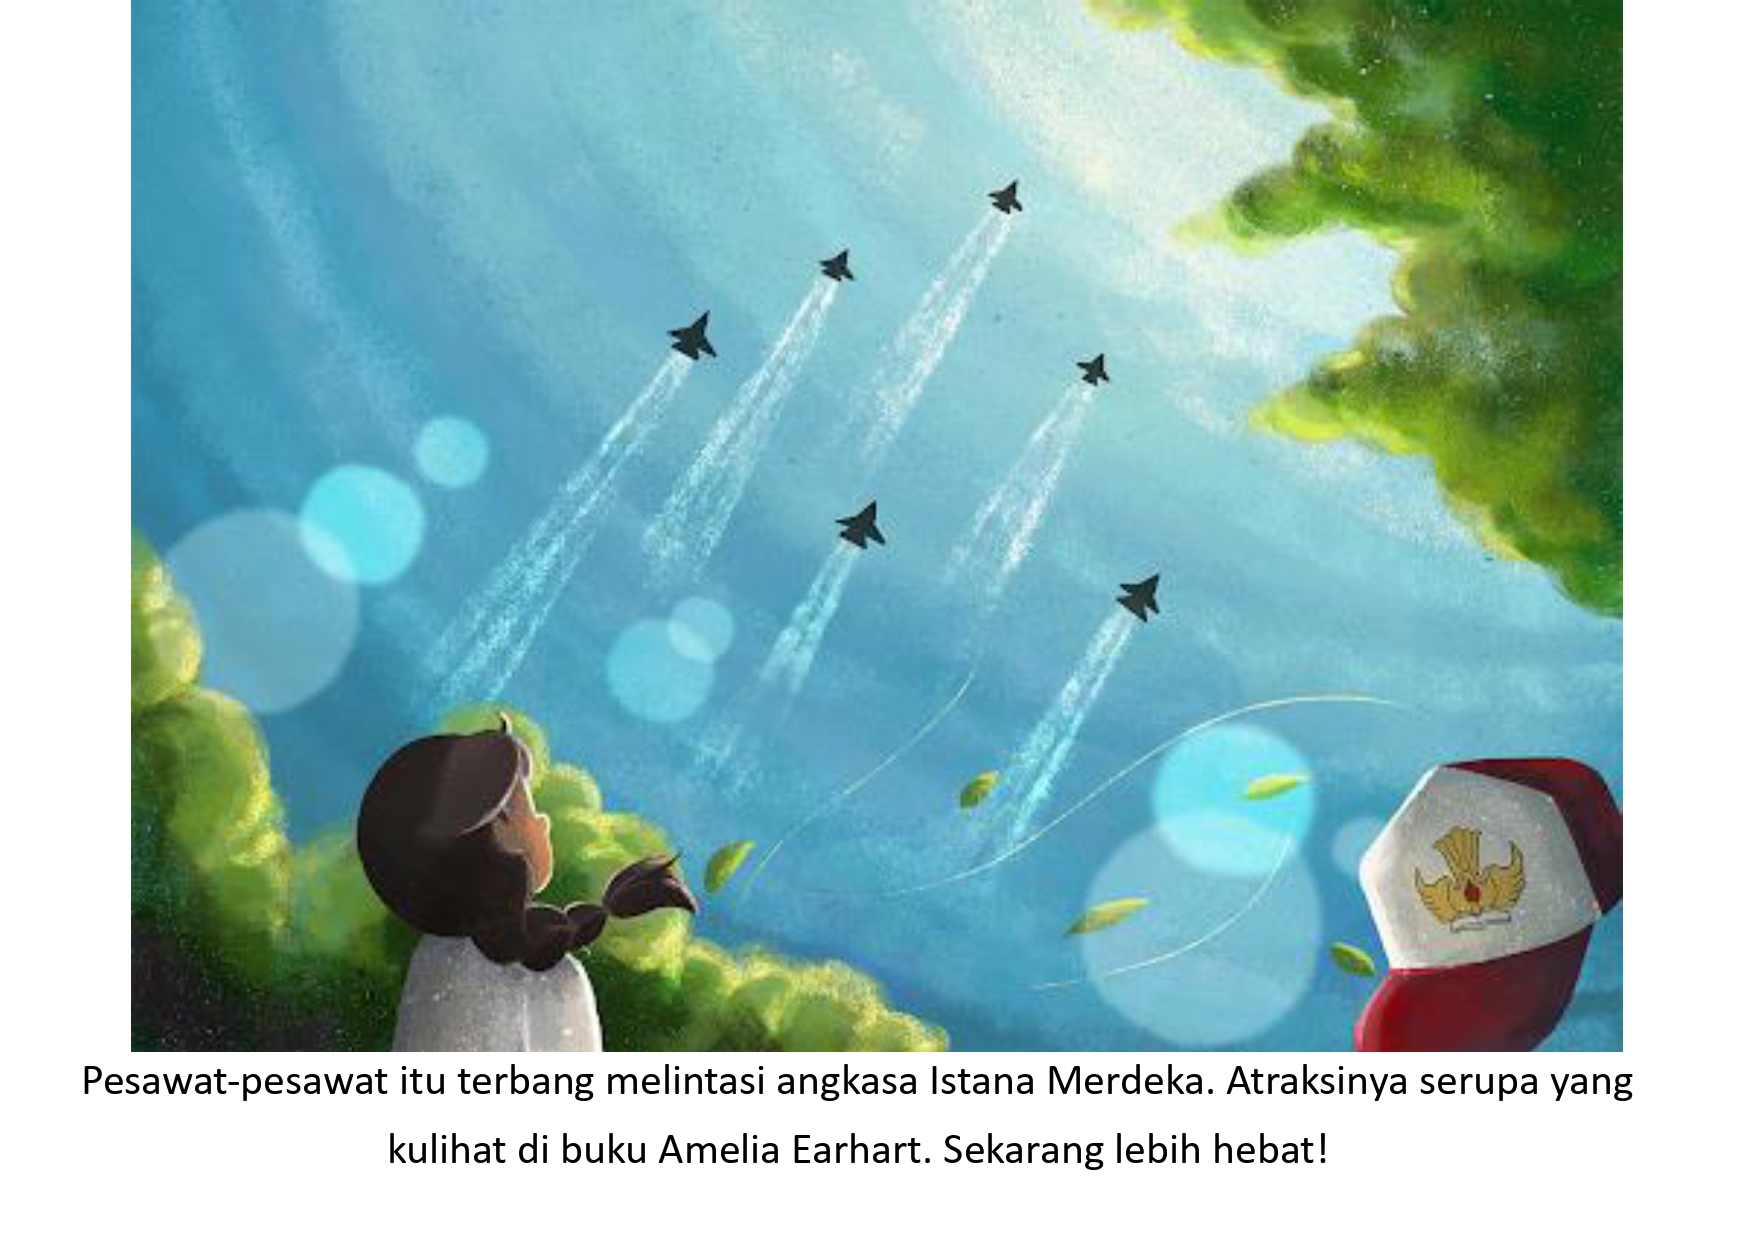 Pesawat-pesawat itu terbang melintasi angkasa Istana Merdeka. Atraksinya serupa yang
kulihat di buku Amelia Earhart. Sekarang lebih hebat!